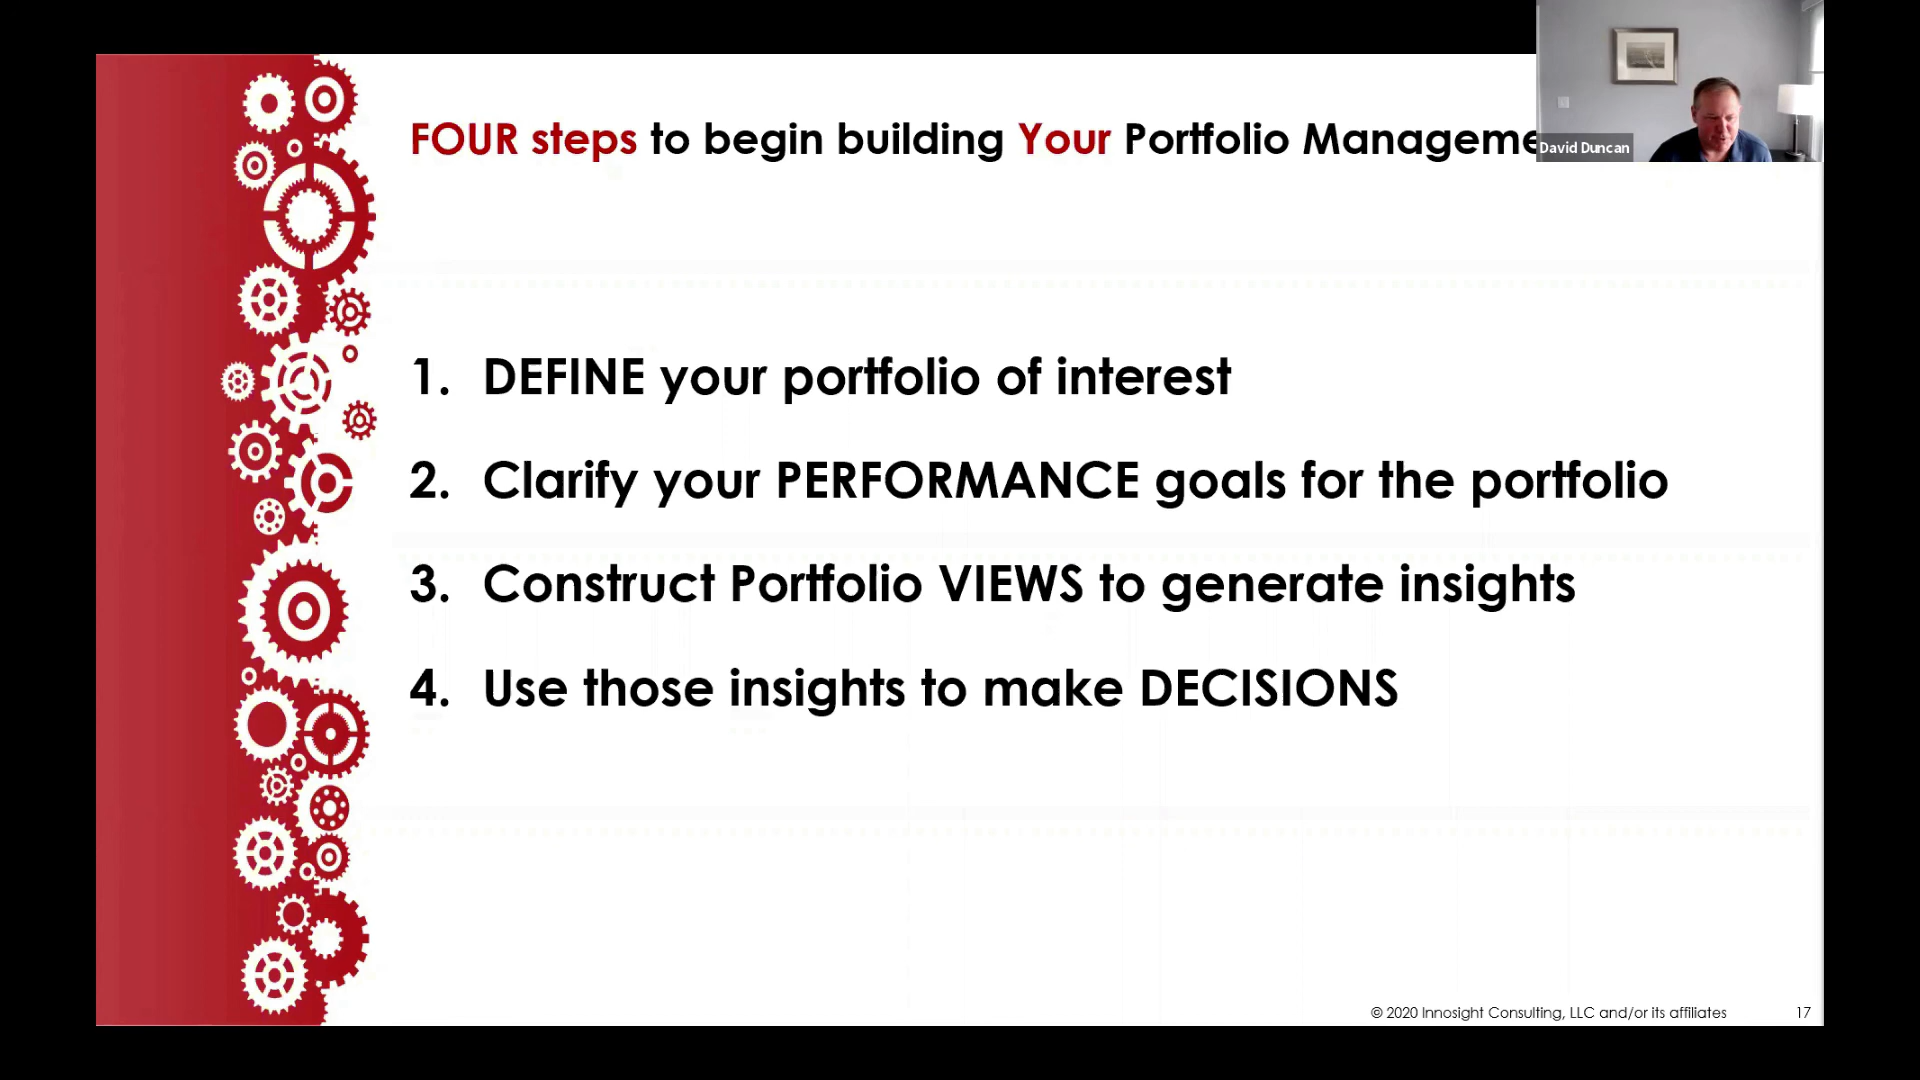 FOUR steps to begin building Your Portfolio
David Duncan
1. DEFINE your portfolio of interest
2. Clarify your PERFORMANCE goals for the portfolio
3. Construct Portfolio VIEWS to generate insights
4. Use those insights to make DECISIONS
© 2020 Innosight Consulting, LLC and/or its affiliates 17